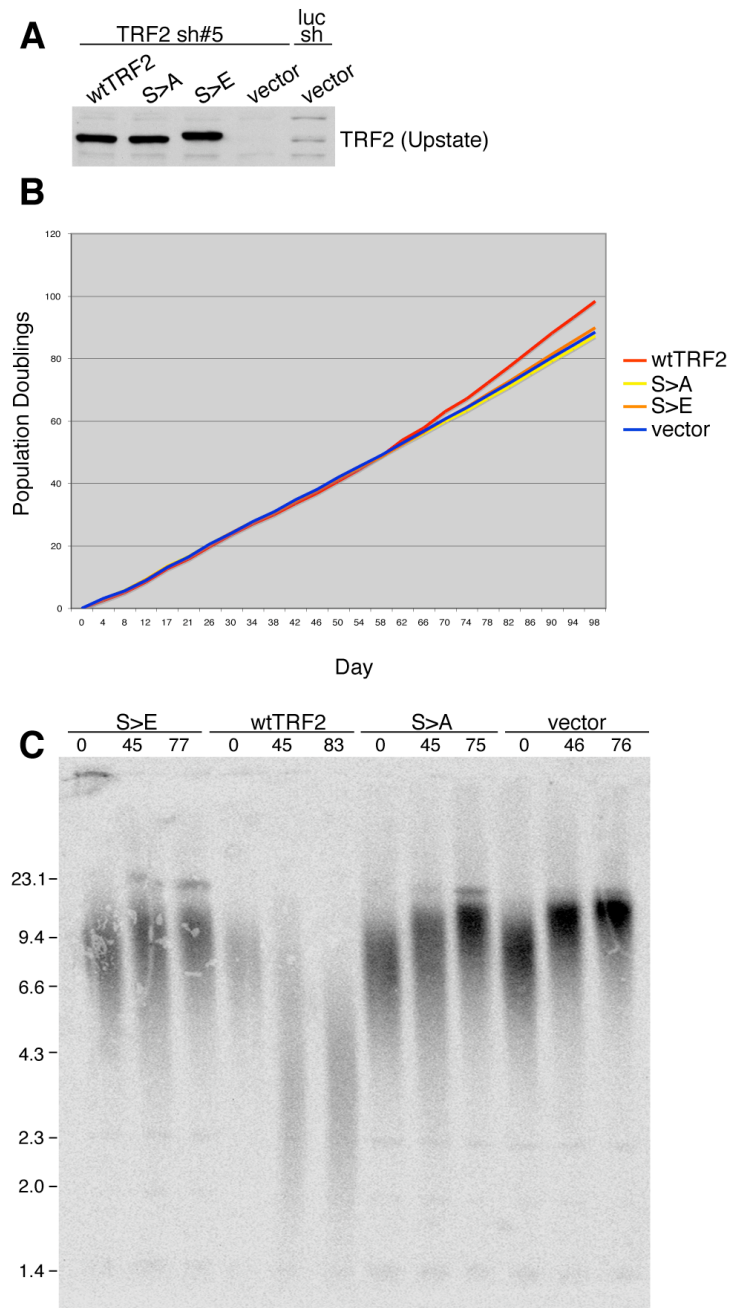 A
TRF2 sh#5
luc
sh
wtTRF2 S>A S>E vector vector
TRF2 (Upstate)
B
120
100
80
60
40
20
0
Population Doublings
0 4 8 12 17 21 26 30 34 38 42 46 50 54 58 62 66 70 74 78 82 86 90 94 98
Day
wtTRF2
S>A
S>E
vector
C
S>E wtTRF2 S>A vector
0 45 77 0 45 83 0 45 75 0 46 76
23.1
9.4
6.6
4.3
2.3
2.0
1.4